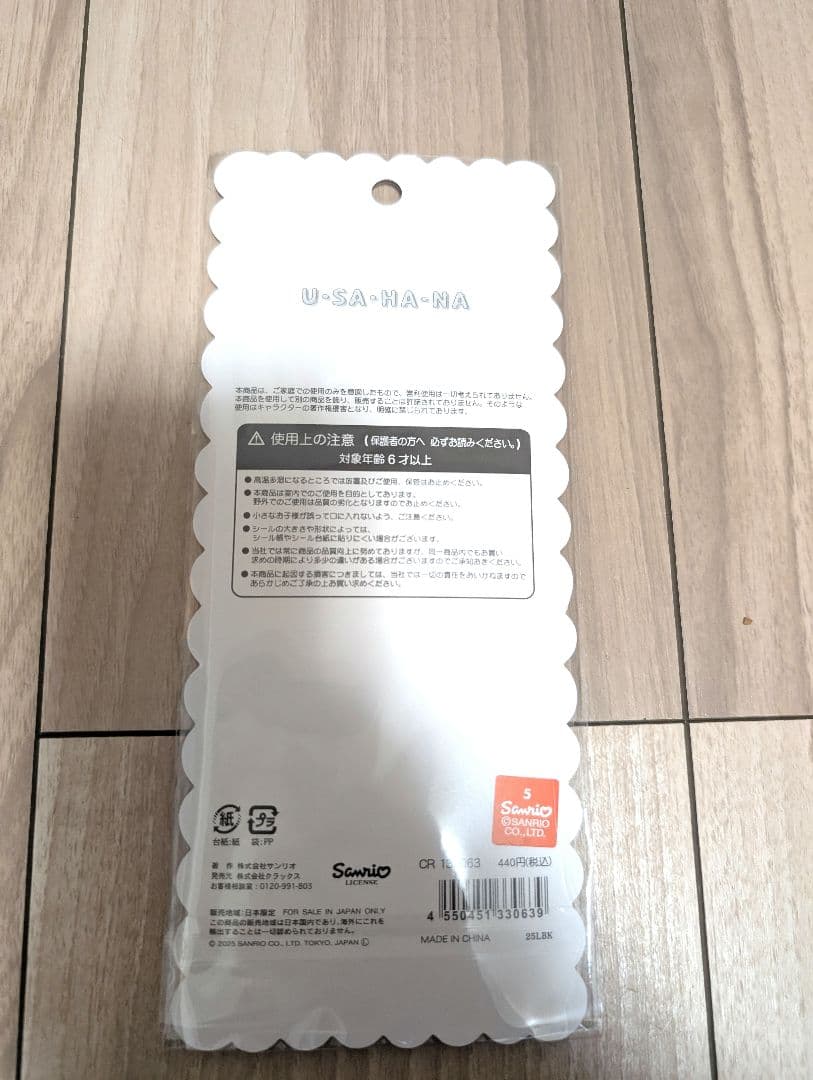 U・SA・HA・NA
本商品は、ご家庭での使用のみを意図したもので、営利使用は一切考えられておりません。
本商品を使用して別の商品を飾り、販売することは許諾されておりません。そのような
使用はキャラクターの著作権侵害となり、明確に禁じられております。
⚠ 使用上の注意 (保護者の方へ 必ずお読みください。)
対象年齢6才以上
●高温多湿になるところでは放置及びご使用、保管はお止めください。
●本商品は室内でのご使用を目的としております。
野外でのご使用は品質の劣化となりますのでお止めください。
●小さなお子様が誤って口に入れないよう、ご注意ください。
●シールの大きさや形状によっては、
シール帳やシール台紙に貼りにくい場合がございます。
●当社では常に商品の品質向上に努めておりますが、同一商品内でもお買い
求めの時期により多少の違いがある場合がございますのでご承知おきください。
●本商品に起因する損害につきましては、当社では一切の責任をおいかねますので
あらかじめご了承の上お買い求めください。
5
Sanrio
©SANRIO
CO.,LTD.
紙 プラ
台紙:紙 袋:PP
著 作 株式会社サンリオ
発売元 株式会社クラックス
お客様相談室:0120-991-803
Sanrio
LICENSE
CR 063 440円(税込)
4 550451 330639
販売地域:日本限定 FOR SALE IN JAPAN ONLY
この商品の販売地域は日本国内であり、海外にこれを
輸出することは一切認められておりません。
© 2025 SANRIO CO., LTD. TOKYO, JAPAN Ⓛ
MADE IN CHINA 25LBK